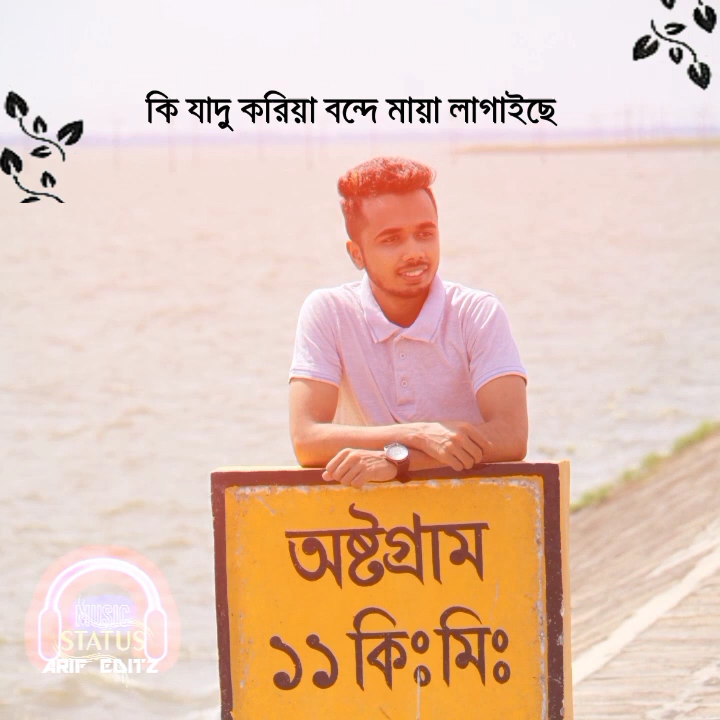 কি যাদু করিয়া বন্দে মায়া লাগাইছে
অষ্টগ্রাম
১১ কিঃ মিঃ
MUSIC
STATUS
ARIF EDITZ